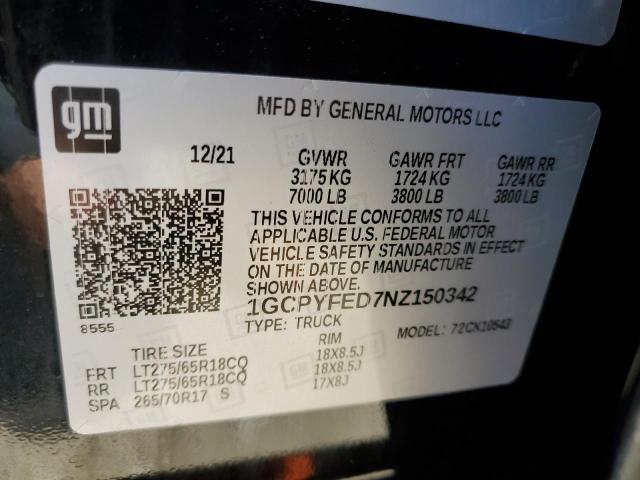 gm
MFD BY GENERAL MOTORS LLC
12/21 GVWR GAWR FRT GAWR RR
3175 KG 1724 KG 1724 KG
7000 LB 3800 LB 3800 LB
THIS VEHICLE CONFORMS TO ALL
APPLICABLE U.S. FEDERAL MOTOR
VEHICLE SAFETY STANDARDS IN EFFECT
ON THE DATE OF MANUFACTURE
SHOWN ABOVE.
1GCPYFED7NZ150342
8555
TYPE: TRUCK MODEL: 72CK10543
TIRE SIZE RIM
FRT LT275/65R18CQ 18X8.5J
RR LT275/65R18CQ 18X8.5J
SPA 265/70R17 S 17X8J